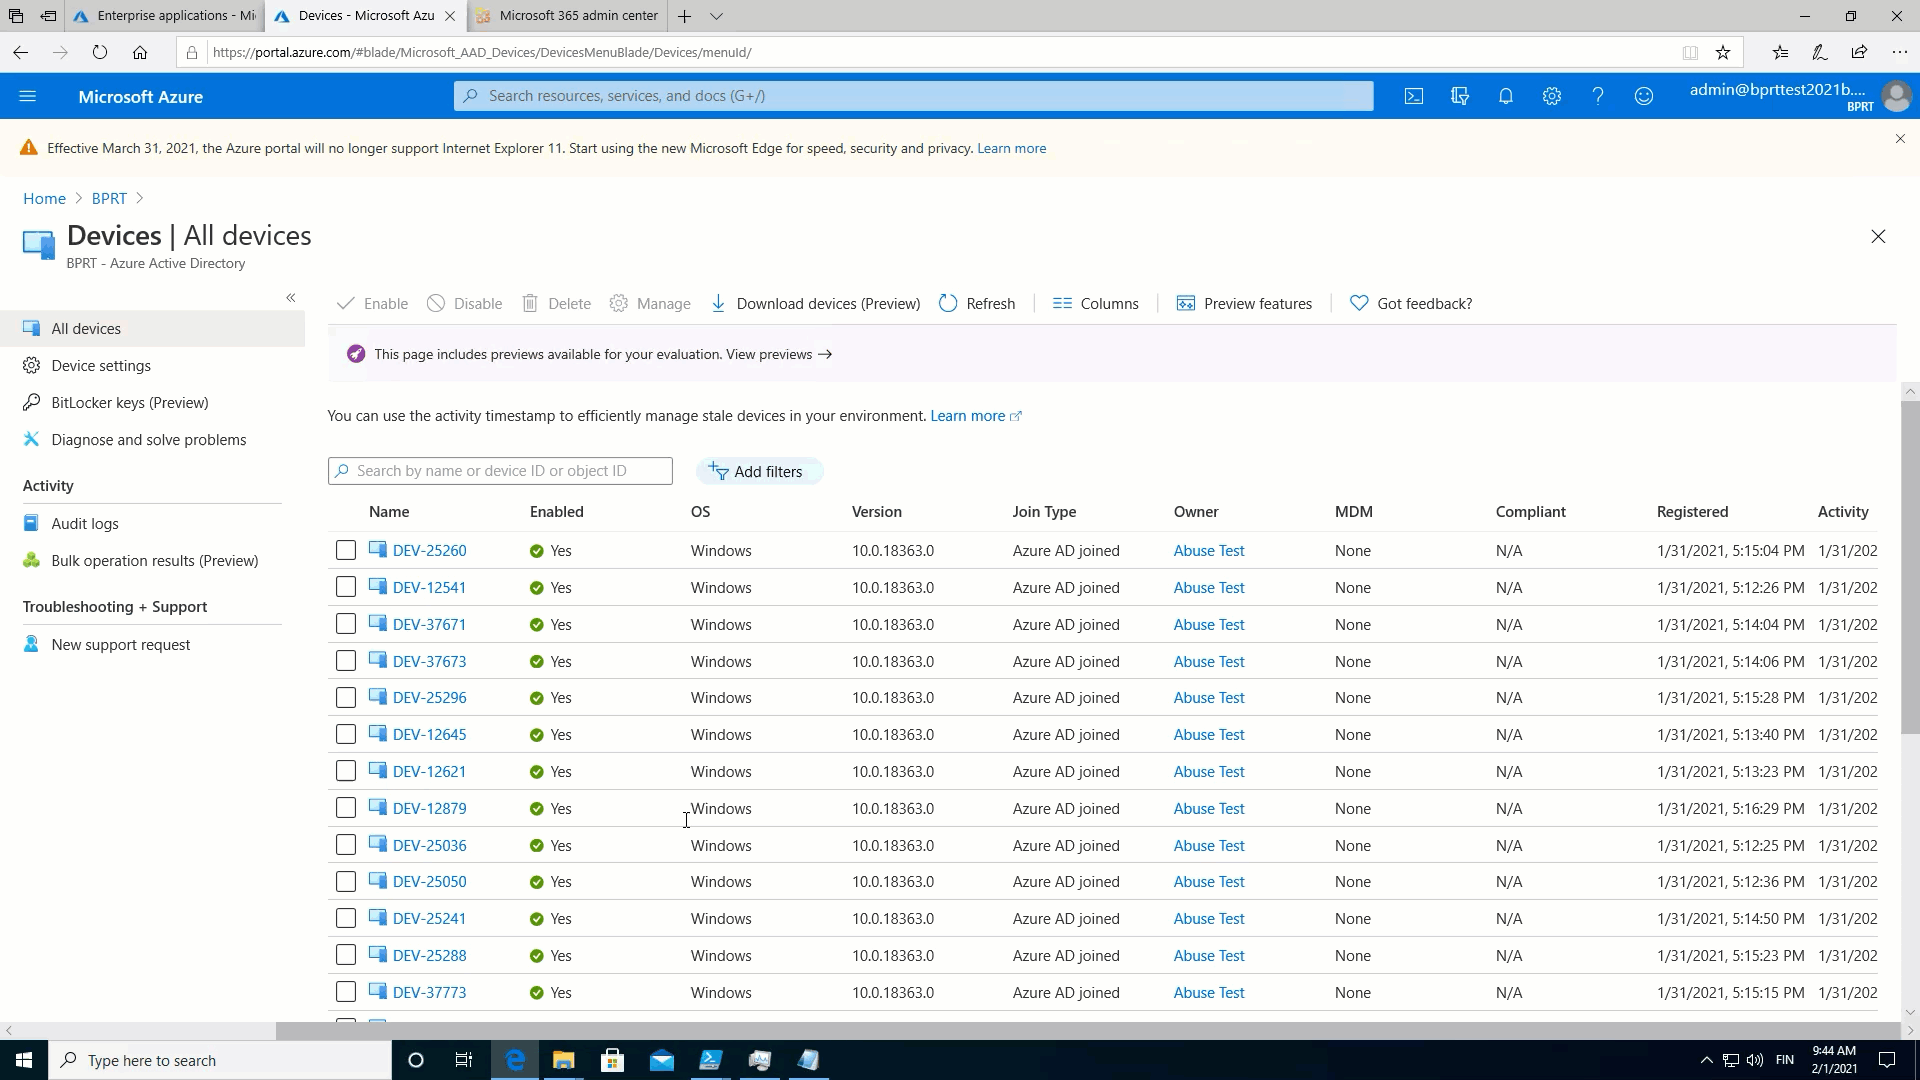 Enterprise applications - Mi
Devices - Microsoft Azu
Microsoft 365 admin center
https://portal.azure.com/#blade/Microsoft_AAD_Devices/DevicesMenuBlade/Devices/menuId/
Microsoft Azure
Search resources, services, and docs (G+/)
admin@bprttest2021b....
BPRT
Effective March 31, 2021, the Azure portal will no longer support Internet Explorer 11. Start using the new Microsoft Edge for speed, security and privacy. Learn more
Home > BPRT >
Devices | All devices
BPRT - Azure Active Directory
«
All devices
Device settings
BitLocker keys (Preview)
Diagnose and solve problems
Activity
Audit logs
Bulk operation results (Preview)
Troubleshooting + Support
New support request
Enable Disable Delete Manage Download devices (Preview) Refresh Columns Preview features Got feedback?
This page includes previews available for your evaluation. View previews →
You can use the activity timestamp to efficiently manage stale devices in your environment. Learn more
Search by name or device ID or object ID
Add filters
Name Enabled OS Version Join Type Owner MDM Compliant Registered Activity
DEV-25260 Yes Windows 10.0.18363.0 Azure AD joined Abuse Test None N/A 1/31/2021, 5:15:04 PM 1/31/202
DEV-12541 Yes Windows 10.0.18363.0 Azure AD joined Abuse Test None N/A 1/31/2021, 5:12:26 PM 1/31/202
DEV-37671 Yes Windows 10.0.18363.0 Azure AD joined Abuse Test None N/A 1/31/2021, 5:14:04 PM 1/31/202
DEV-37673 Yes Windows 10.0.18363.0 Azure AD joined Abuse Test None N/A 1/31/2021, 5:14:06 PM 1/31/202
DEV-25296 Yes Windows 10.0.18363.0 Azure AD joined Abuse Test None N/A 1/31/2021, 5:15:28 PM 1/31/202
DEV-12645 Yes Windows 10.0.18363.0 Azure AD joined Abuse Test None N/A 1/31/2021, 5:13:40 PM 1/31/202
DEV-12621 Yes Windows 10.0.18363.0 Azure AD joined Abuse Test None N/A 1/31/2021, 5:13:23 PM 1/31/202
DEV-12879 Yes Windows 10.0.18363.0 Azure AD joined Abuse Test None N/A 1/31/2021, 5:16:29 PM 1/31/202
DEV-25036 Yes Windows 10.0.18363.0 Azure AD joined Abuse Test None N/A 1/31/2021, 5:12:25 PM 1/31/202
DEV-25050 Yes Windows 10.0.18363.0 Azure AD joined Abuse Test None N/A 1/31/2021, 5:12:36 PM 1/31/202
DEV-25241 Yes Windows 10.0.18363.0 Azure AD joined Abuse Test None N/A 1/31/2021, 5:14:50 PM 1/31/202
DEV-25288 Yes Windows 10.0.18363.0 Azure AD joined Abuse Test None N/A 1/31/2021, 5:15:23 PM 1/31/202
DEV-37773 Yes Windows 10.0.18363.0 Azure AD joined Abuse Test None N/A 1/31/2021, 5:15:15 PM 1/31/202
Type here to search
FIN
9:44 AM
2/1/2021